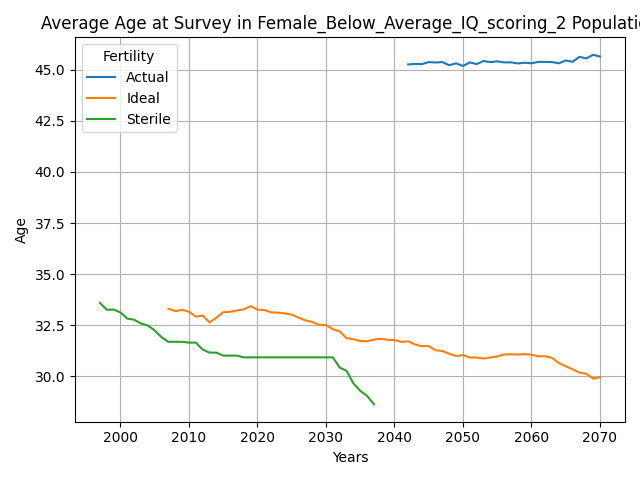 Average Age at Survey in Female_Below_Average_IQ_scoring_2 Populati
Fertility
Actual
Ideal
Sterile
45.0
42.5
40.0
37.5
35.0
32.5
30.0
Age
2000 2010 2020 2030 2040 2050 2060 2070
Years